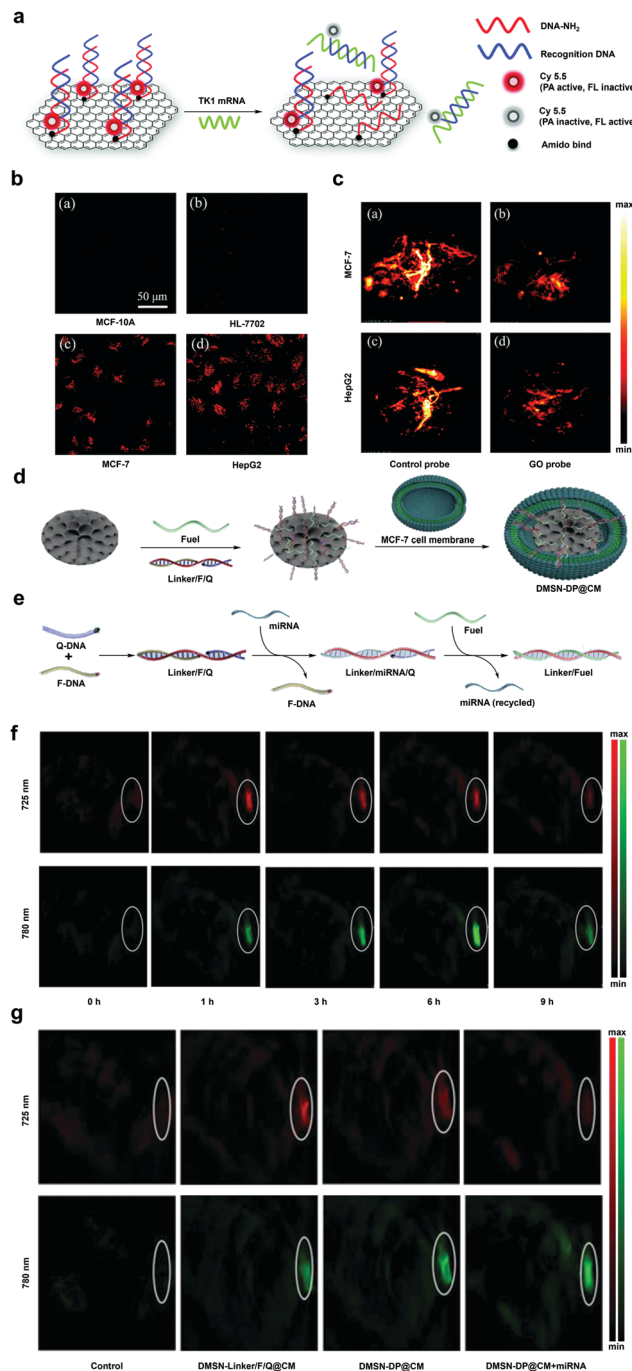 a
DNA-NH2
Recognition DNA
Cy 5.5
(PA active, FL inactive
TK1 mRNA
Cy 5.5
(PA inactive, FL active
Amido bind
b
c
(a)
(b)
50 μm
MCF-10A
HL-7702
(c)
(d)
MCF-7
HepG2
(a)
(b)
max
MCF-7
(c)
(d)
HepG2
min
Control probe
GO probe
d
Fuel
Linker/F/Q
MCF-7 cell membrane
DMSN-DP@CM
e
Q-DNA
+
F-DNA
Linker/F/Q
miRNA
F-DNA
Linker/miRNA/Q
Fuel
miRNA (recycled)
Linker/Fuel
f
max
725 nm
780 nm
min
0 h
1 h
3 h
6 h
9 h
g
max
725 nm
780 nm
min
Control
DMSN-Linker/F/Q@CM
DMSN-DP@CM
DMSN-DP@CM+miRNA